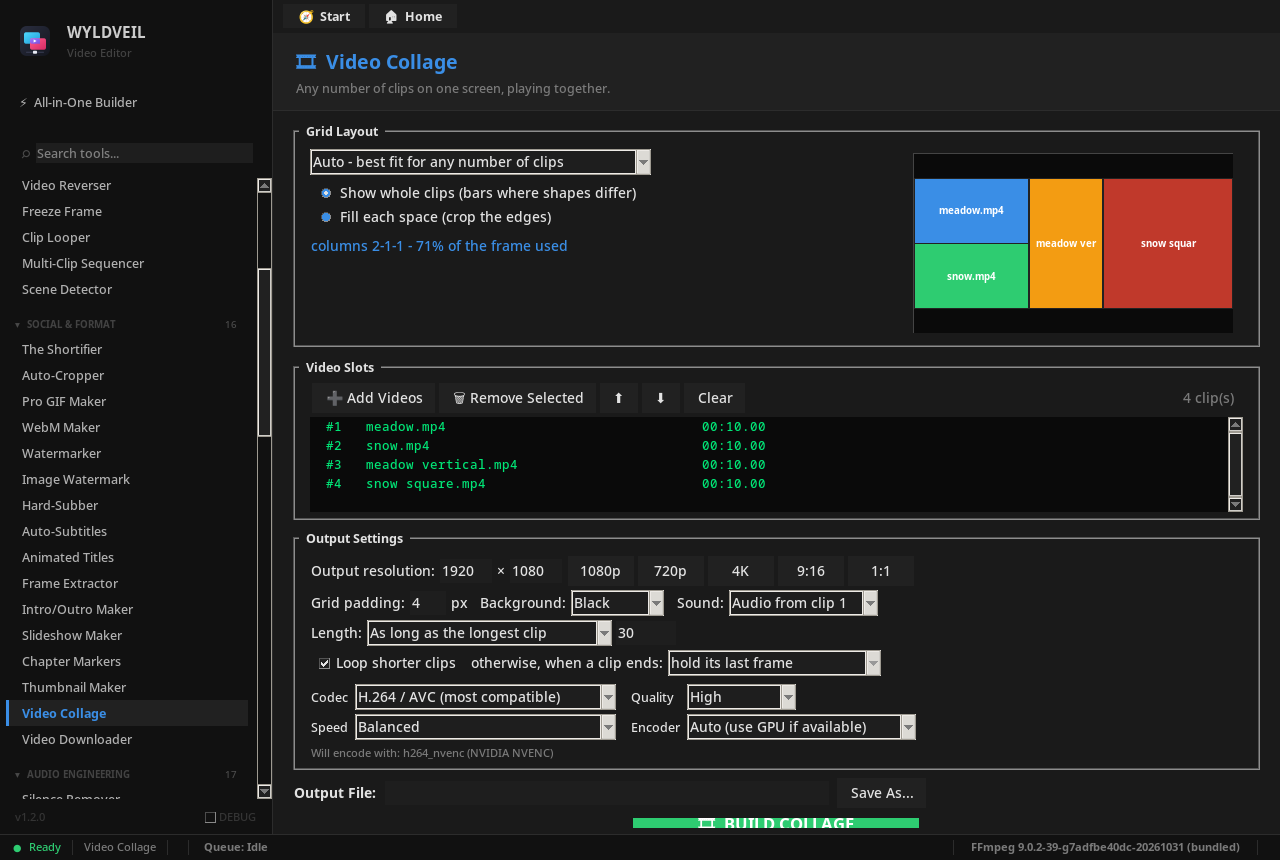 WYLDVEIL
Video Editor
⚡ All-in-One Builder
Search tools...
Video Reverser
Freeze Frame
Clip Looper
Multi-Clip Sequencer
Scene Detector
SOCIAL & FORMAT 16
The Shortifier
Auto-Cropper
Pro GIF Maker
WebM Maker
Watermarker
Image Watermark
Hard-Subber
Auto-Subtitles
Animated Titles
Frame Extractor
Intro/Outro Maker
Slideshow Maker
Chapter Markers
Thumbnail Maker
Video Collage
Video Downloader
AUDIO ENGINEERING 17
Silence Remover
v1.2.0 DEBUG
Start Home
Video Collage
Any number of clips on one screen, playing together.
Grid Layout
Auto - best fit for any number of clips
Show whole clips (bars where shapes differ)
Fill each space (crop the edges)
columns 2-1-1 - 71% of the frame used
meadow.mp4
snow.mp4
meadow ver
snow squar
Video Slots
Add Videos Remove Selected ⬆ ⬇ Clear 4 clip(s)
#1 meadow.mp4 00:10.00
#2 snow.mp4 00:10.00
#3 meadow vertical.mp4 00:10.00
#4 snow square.mp4 00:10.00
Output Settings
Output resolution: 1920 × 1080 1080p 720p 4K 9:16 1:1
Grid padding: 4 px Background: Black Sound: Audio from clip 1
Length: As long as the longest clip 30
Loop shorter clips otherwise, when a clip ends: hold its last frame
Codec H.264 / AVC (most compatible) Quality High
Speed Balanced Encoder Auto (use GPU if available)
Will encode with: h264_nvenc (NVIDIA NVENC)
Output File: Save As...
BUILD COLLAGE
Ready Video Collage Queue: Idle FFmpeg 9.0.2-39-g7adfbe40dc-20261031 (bundled)